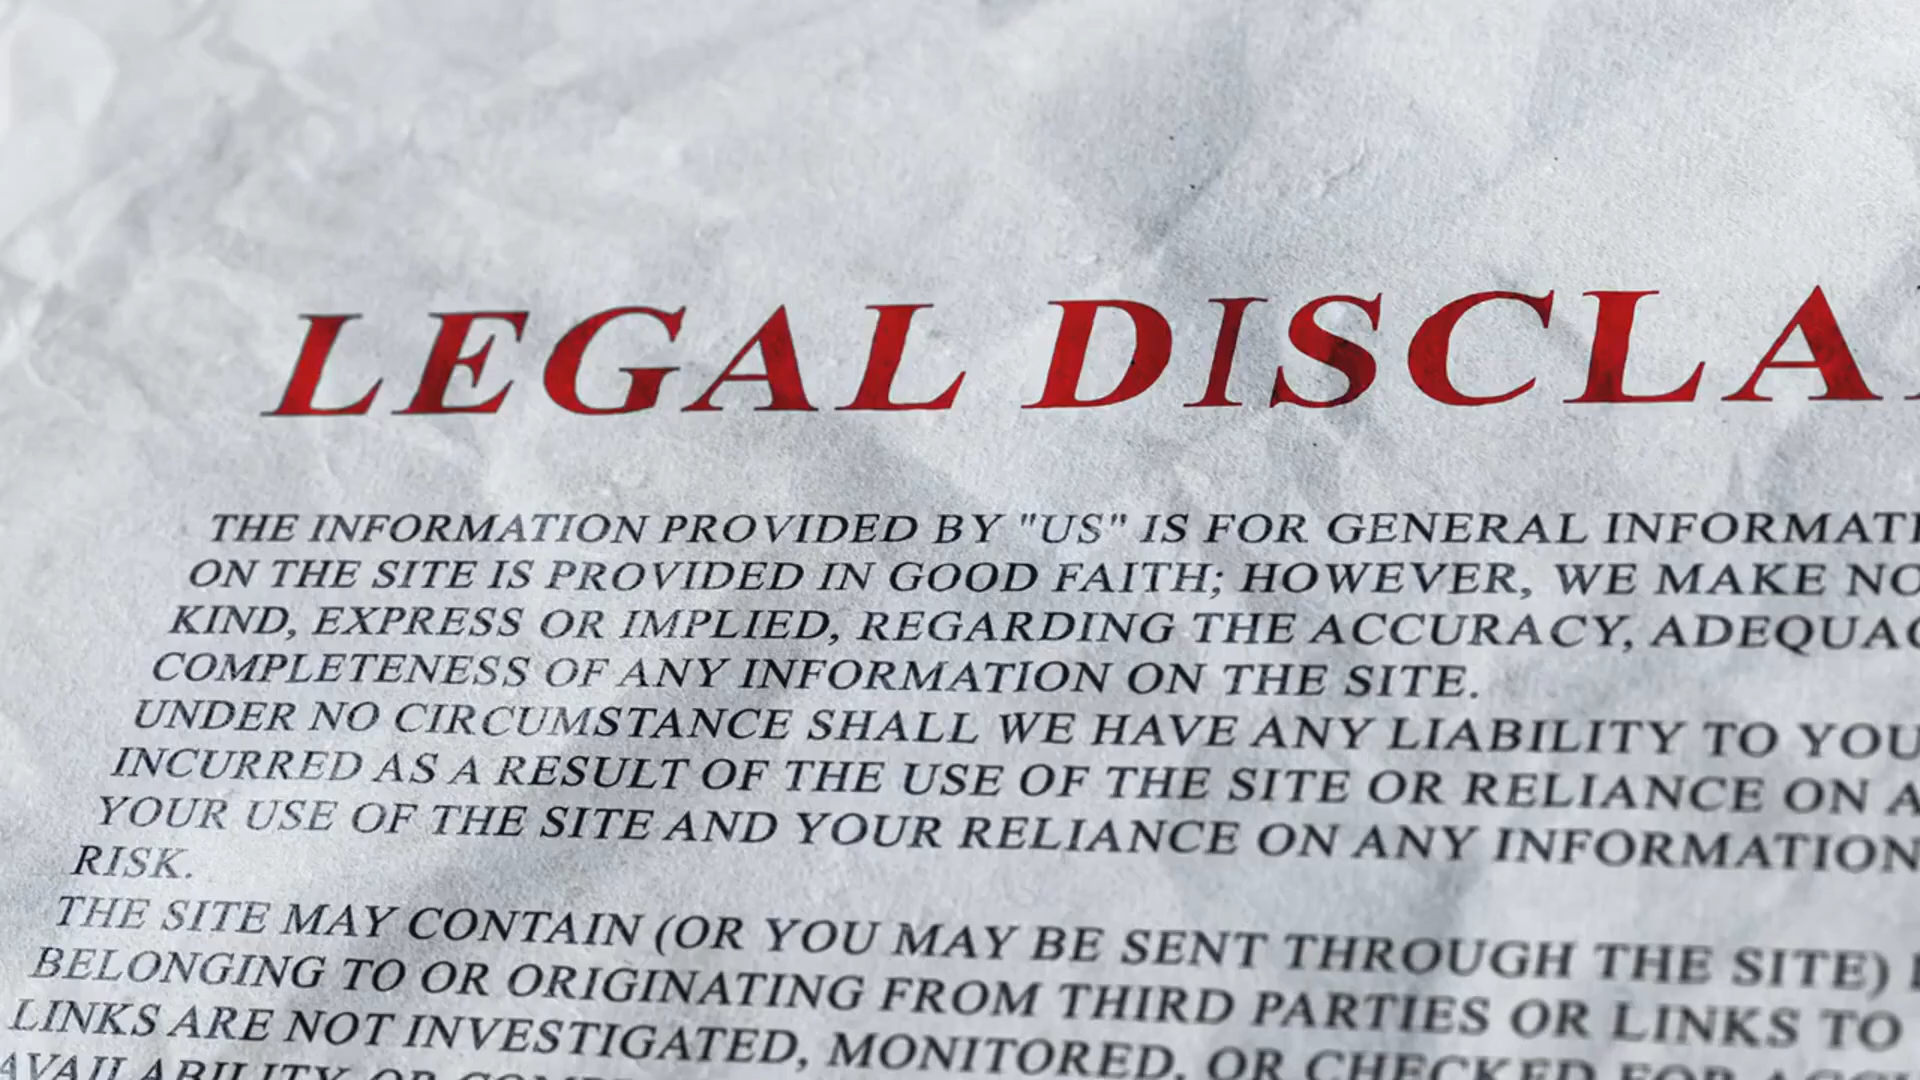 LEGAL DISCLA
THE INFORMATION PROVIDED BY "US" IS FOR GENERAL INFORMATI
ON THE SITE IS PROVIDED IN GOOD FAITH; HOWEVER, WE MAKE NO
KIND, EXPRESS OR IMPLIED, REGARDING THE ACCURACY, ADEQUAC
COMPLETENESS OF ANY INFORMATION ON THE SITE.
UNDER NO CIRCUMSTANCE SHALL WE HAVE ANY LIABILITY TO YOU
INCURRED AS A RESULT OF THE USE OF THE SITE OR RELIANCE ON A
YOUR USE OF THE SITE AND YOUR RELIANCE ON ANY INFORMATION
RISK.
THE SITE MAY CONTAIN (OR YOU MAY BE SENT THROUGH THE SITE)
BELONGING TO OR ORIGINATING FROM THIRD PARTIES OR LINKS TO
LINKS ARE NOT INVESTIGATED, MONITORED, OR CHECKED FOR
AVAILABILITY OR